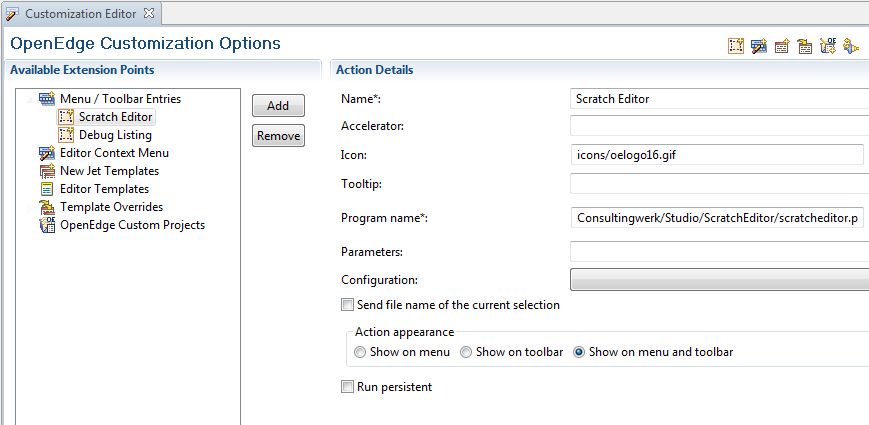 Customization Editor
OpenEdge Customization Options
Available Extension Points
Menu / Toolbar Entries
Scratch Editor
Debug Listing
Editor Context Menu
New Jet Templates
Editor Templates
Template Overrides
OpenEdge Custom Projects
Add
Remove
Action Details
Name*: Scratch Editor
Accelerator:
Icon: icons/oelogo16.gif
Tooltip:
Program name*: Consultingwerk/Studio/ScratchEditor/scratcheditor.p
Parameters:
Configuration:
Send file name of the current selection
Action appearance
Show on menu Show on toolbar Show on menu and toolbar
Run persistent